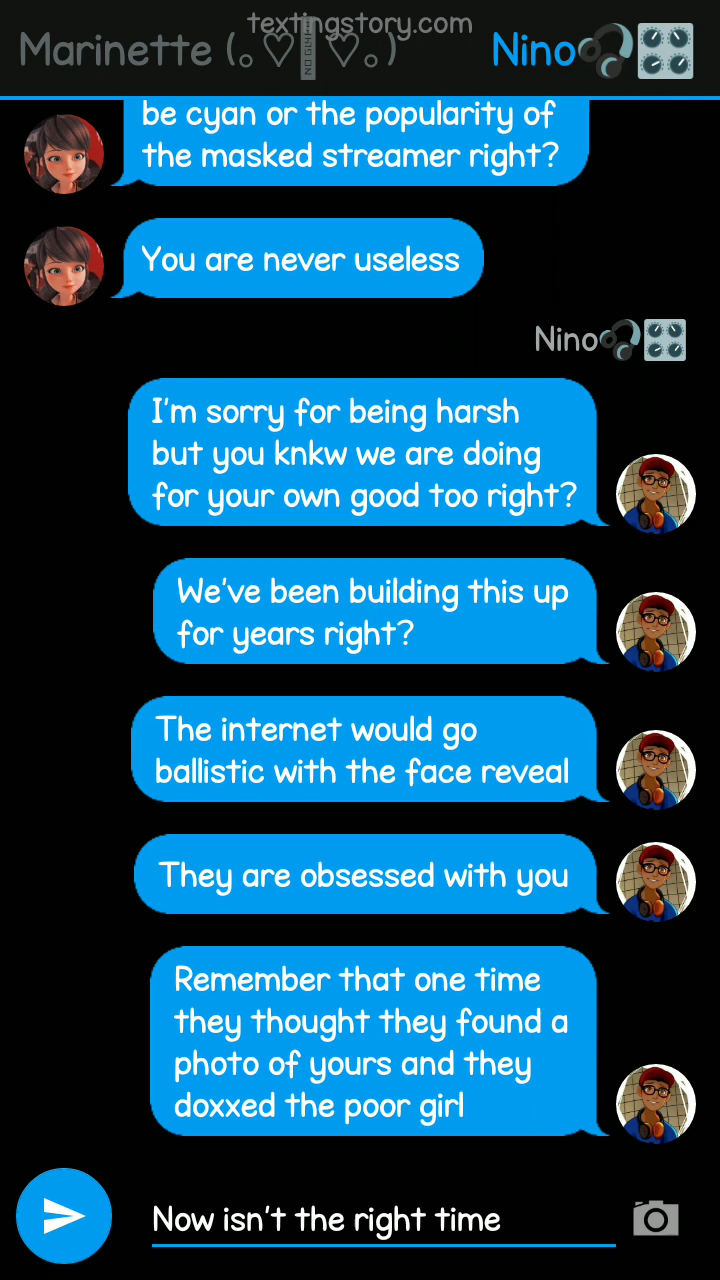 textingstory.com
Marinette (｡♡ ♡｡)
Nino🎧🎛
be cyan or the popularity of
the masked streamer right?
You are never useless
Nino🎧🎛
I'm sorry for being harsh
but you knkw we are doing
for your own good too right?
We've been building this up
for years right?
The internet would go
ballistic with the face reveal
They are obsessed with you
Remember that one time
they thought they found a
photo of yours and they
doxxed the poor girl
Now isn't the right time